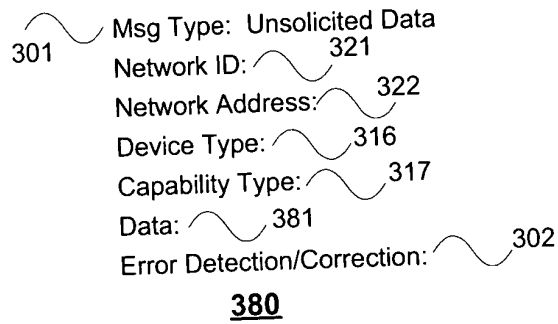 301 Msg Type: Unsolicited Data
Network ID: 321
Network Address: 322
Device Type: 316
Capability Type: 317
Data: 381
Error Detection/Correction: 302
380